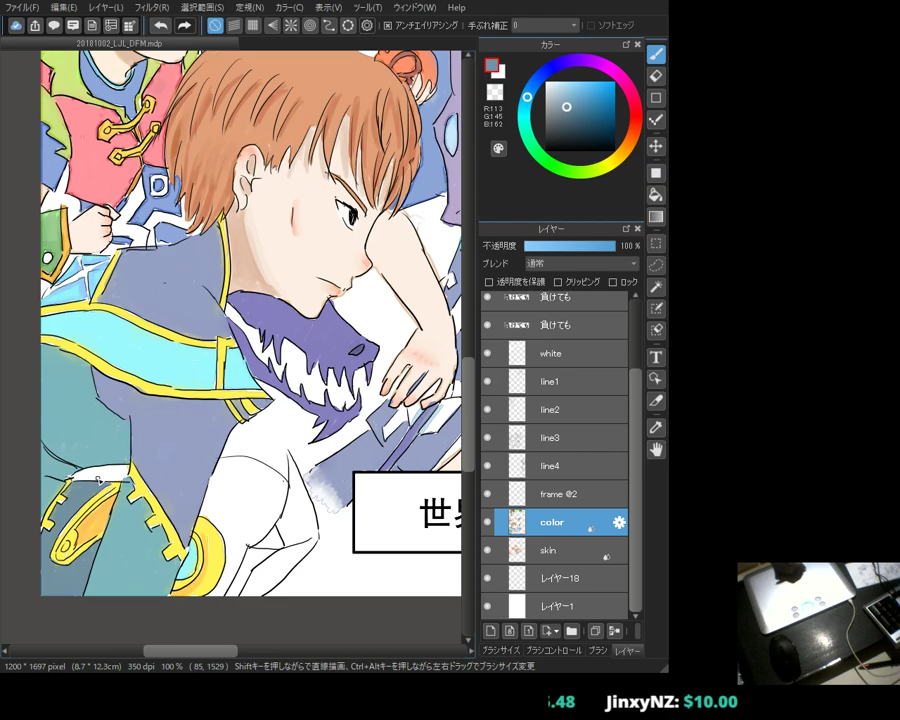 ファイル(F) 編集(E) レイヤー(L) フィルタ(R) 選択範囲(S) 定規(N) カラー(C) 表示(V) ツール(T) ウィンドウ(W) Help
アンチエイリアシング 手ぶれ補正 0 ソフトエッジ
20181002_LJL_DFM.mdp
カラー
R:113
G:145
B:162
レイヤー
不透明度 100 %
ブレンド 通常
透明度を保護 クリッピング ロック
負けても
負けても
white
line1
line2
line3
line4
frame @2
color
skin
レイヤー18
レイヤー1
世
ブラシサイズ ブラシコントロール ブラシ レイヤー
1200 * 1697 pixel (8.7 * 12.3cm) 350 dpi 100 % ( 85, 1529 ) Shiftキーを押しながらで直線描画、Ctrl+Altキーを押しながら左右ドラッグでブラシサイズ変更
.48 JinxyNZ: $10.00